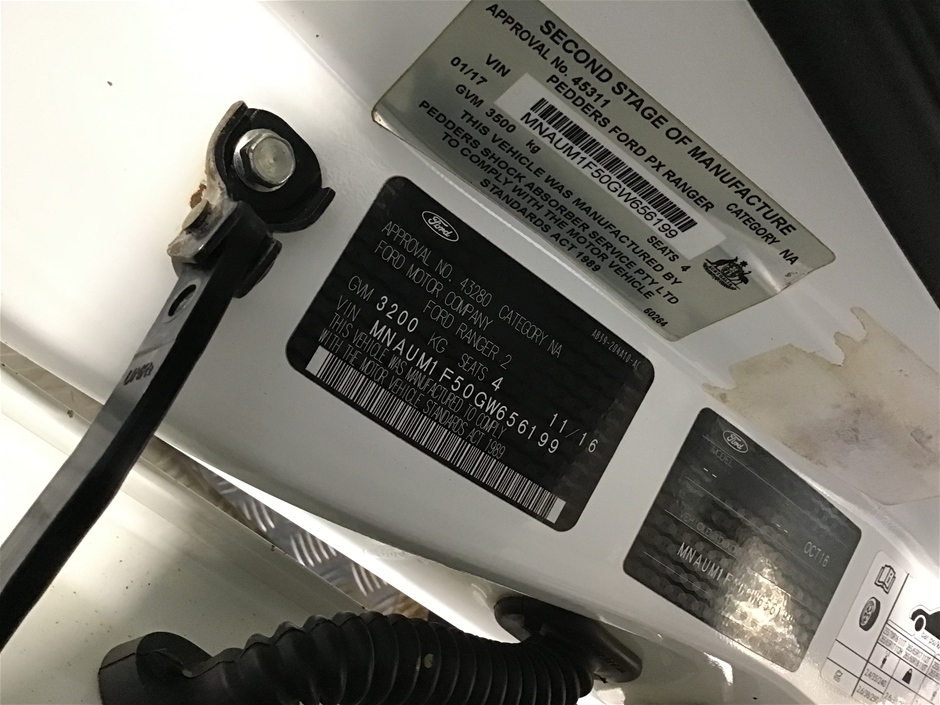 SECOND STAGE OF MANUFACTURE
APPROVAL No. 45311 CATEGORY NA
PEDDERS FORD PX RANGER
01/17 VIN MNAUM1F50GW656199
GVM 3500 kg SEATS 4
THIS VEHICLE WAS MANUFACTURED BY
PEDDERS SHOCK ABSORBER SERVICE PTY LTD
TO COMPLY WITH THE MOTOR VEHICLE
STANDARDS ACT 1989
60264
Ford
APPROVAL NO. 43280 CATEGORY NA
FORD MOTOR COMPANY
FORD RANGER 2
GVM 3200 KG SEATS 4 11/16
VIN MNAUM1F50GW656199
THIS VEHICLE WAS MANUFACTURED TO COMPLY
WITH THE MOTOR VEHICLE STANDARDS ACT 1989
Ford
MODEL
OCT16